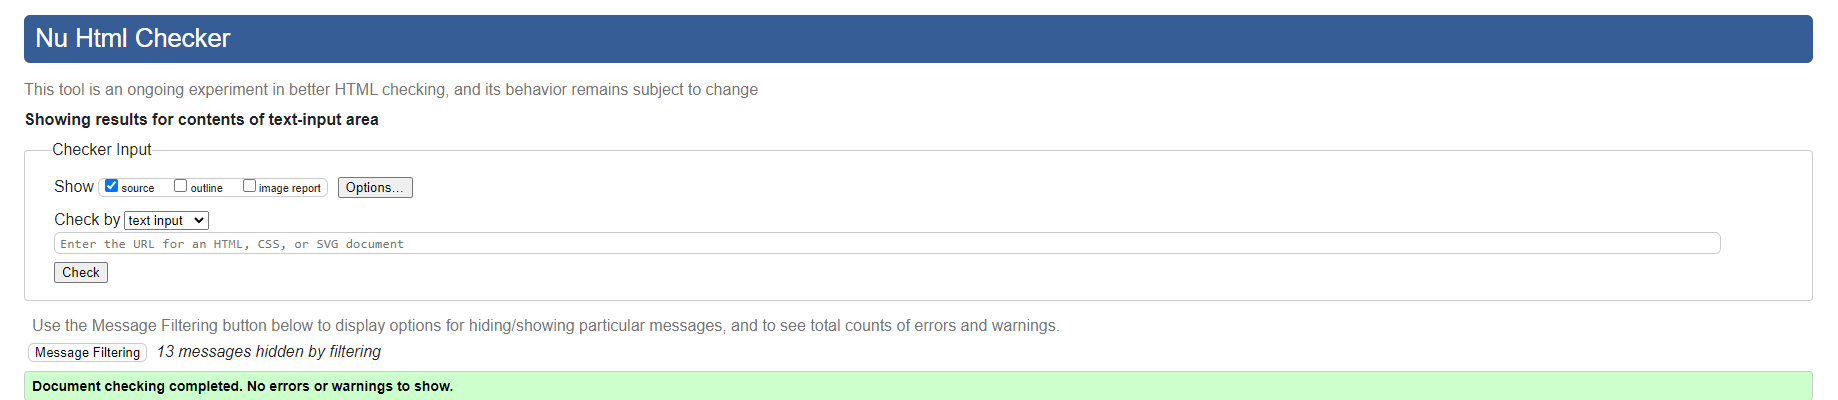 Nu Html Checker
This tool is an ongoing experiment in better HTML checking, and its behavior remains subject to change
Showing results for contents of text-input area
Checker Input
Show source outline image report Options...
Check by text input
Enter the URL for an HTML, CSS, or SVG document
Check
Use the Message Filtering button below to display options for hiding/showing particular messages, and to see total counts of errors and warnings.
Message Filtering 13 messages hidden by filtering
Document checking completed. No errors or warnings to show.